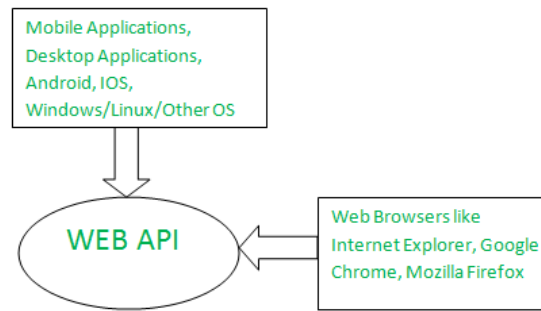 Mobile Applications,
Desktop Applications,
Android, IOS,
Windows/Linux/Other OS
WEB API
Web Browsers like
Internet Explorer, Google
Chrome, Mozilla Firefox